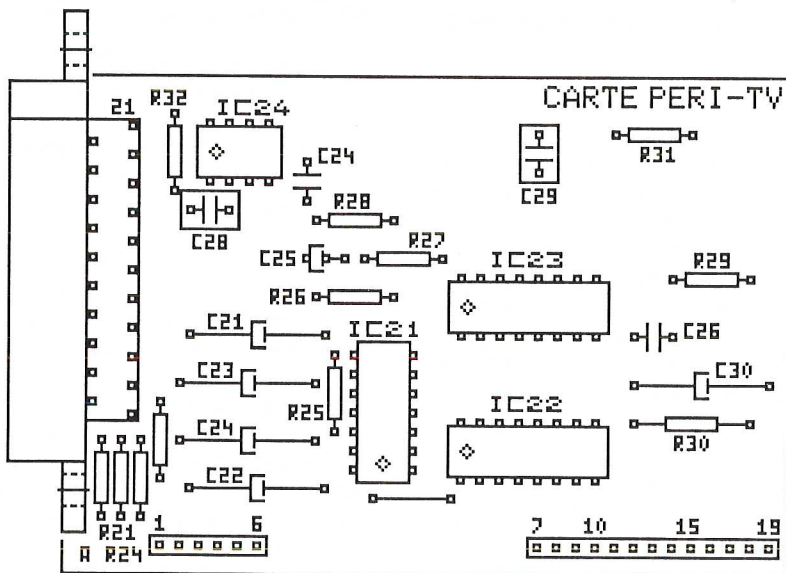 CARTE PERI-TV
21
R32
IC24
C24
R31
C29
R28
C28
C25
R27
IC23
R29
R26
C21
IC21
C26
C23
C30
R25
C24
IC22
R30
C22
R21
A R24
1 6
7 10 15 19